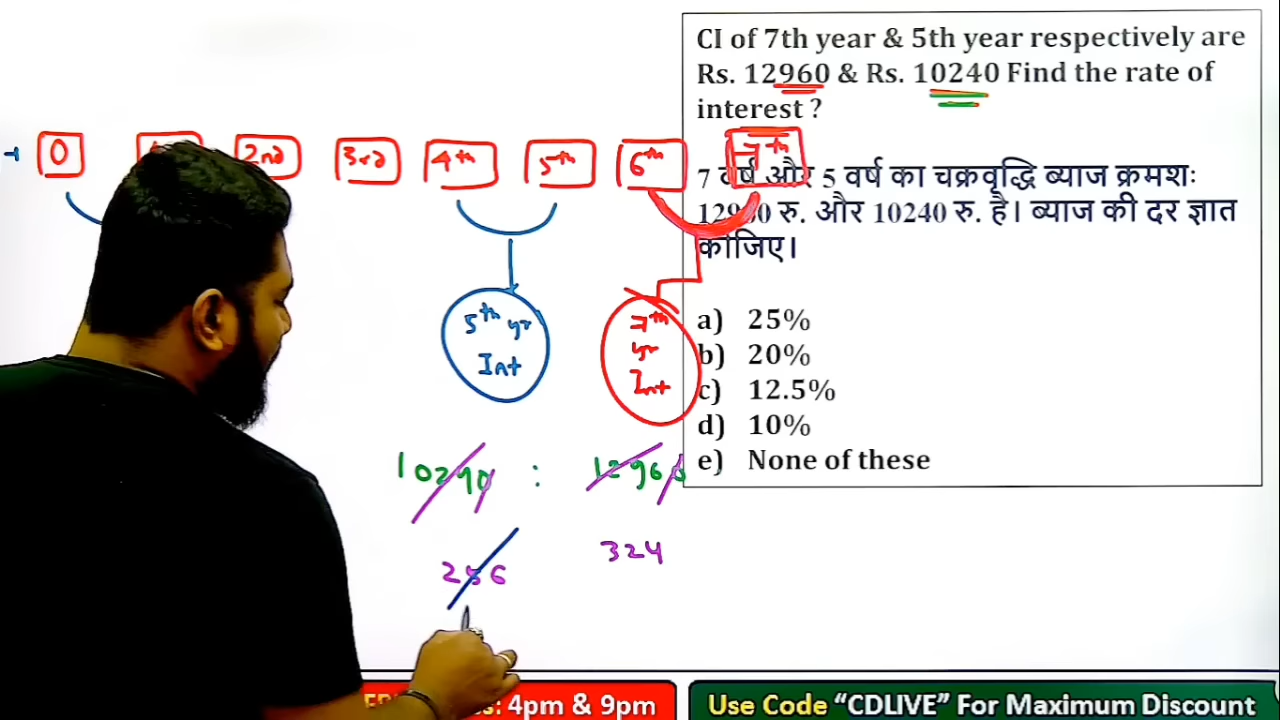 CI of 7th year & 5th year respectively are
Rs. 12960 & Rs. 10240 Find the rate of
interest ?
7 वर्ष और 5 वर्ष का चक्रवृद्धि ब्याज क्रमशः
12960 रु. और 10240 रु. है। ब्याज की दर ज्ञात
कीजिए।
a) 25%
b) 20%
c) 12.5%
d) 10%
e) None of these
0 2nd 3rd 4th 5th 6th 7th
5th yr
Int
7th
yr
Int
10240 : 12960
256 324
4pm & 9pm
Use Code “CDLIVE” For Maximum Discount